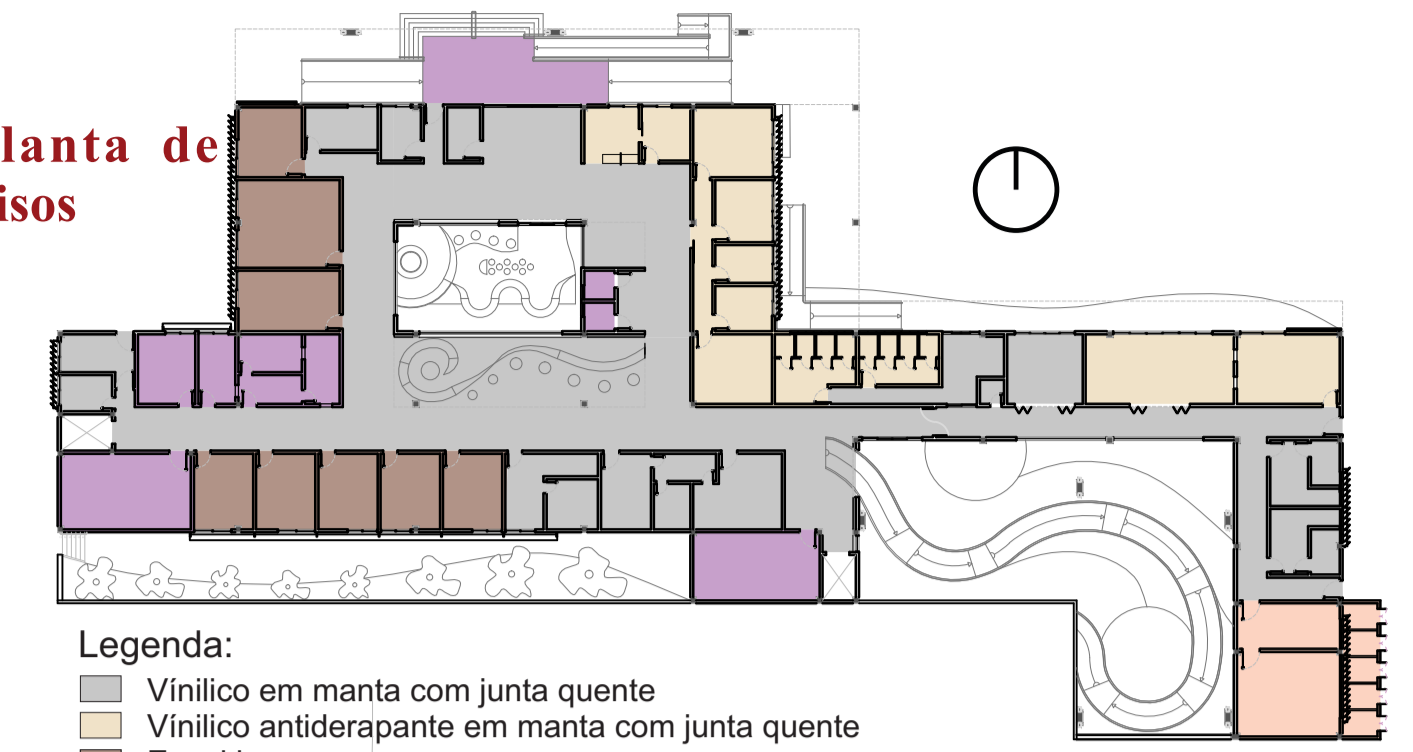 lanta de
isos
Legenda:
Vínilico em manta com junta quente
Vínilico antiderapante em manta com junta quente